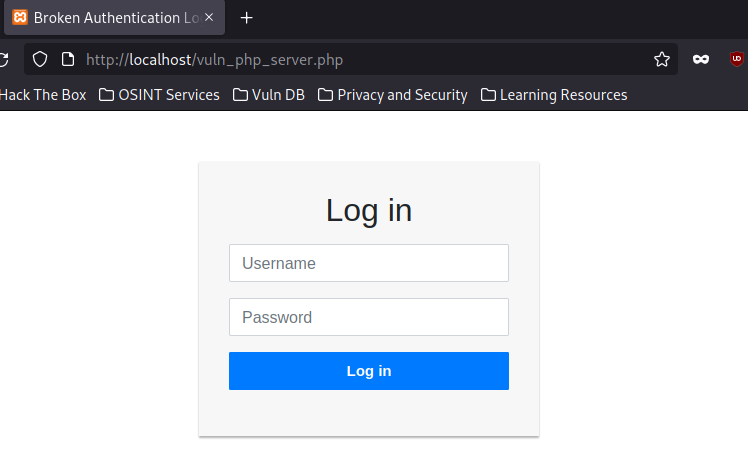 Broken Authentication Lo
http://localhost/vuln_php_server.php
Hack The Box OSINT Services Vuln DB Privacy and Security Learning Resources
Log in
Username
Password
Log in